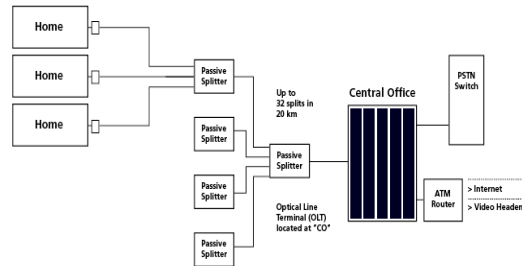 Home
Home
Home
Passive
Splitter
Passive
Splitter
Passive
Splitter
Passive
Splitter
Passive
Splitter
Up to
32 splits in
20 km
Optical Line
Terminal (OLT)
located at "CO"
Central Office
PSTN
Switch
ATM
Router
> Internet
> Video Headend